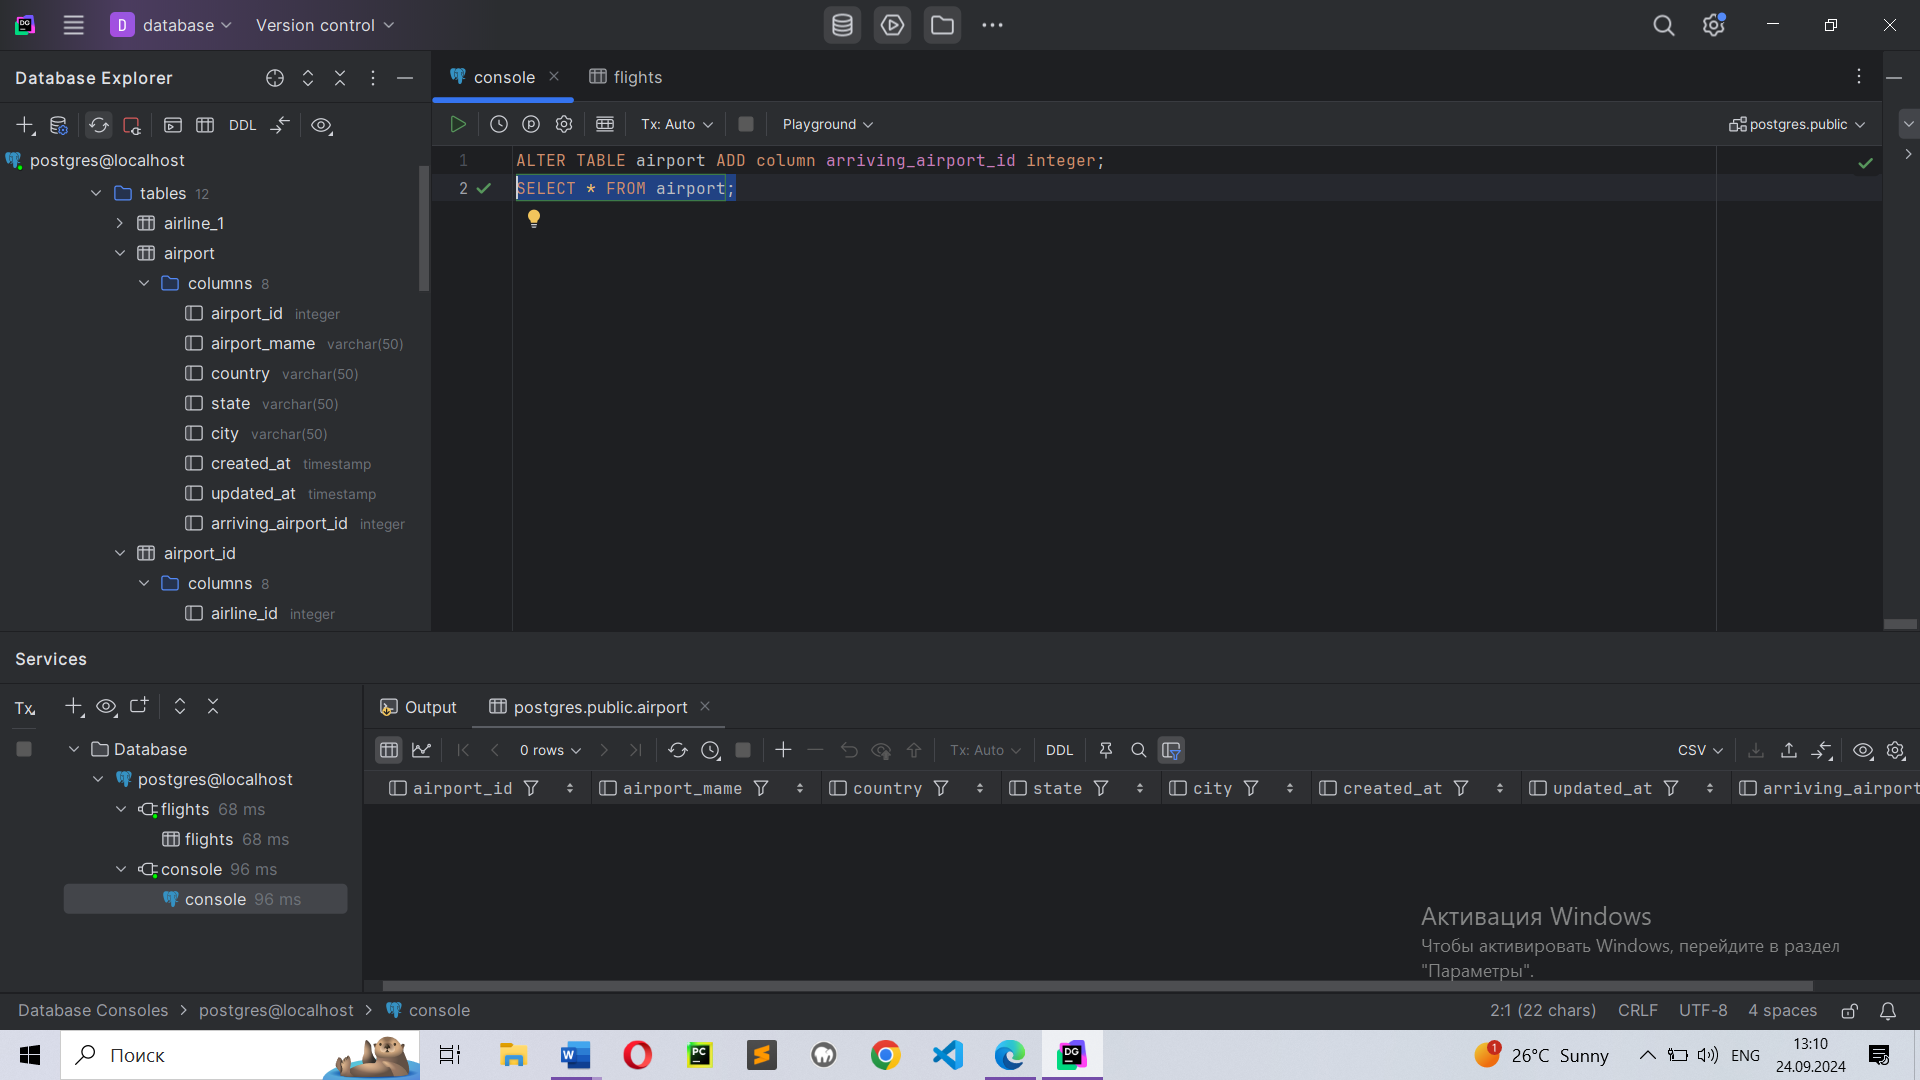 D database Version control
Database Explorer
console
flights
DDL
Tx: Auto
Playground
postgres.public
postgres@localhost
tables 12
airline_1
airport
columns 8
airport_id integer
airport_mame varchar(50)
country varchar(50)
state varchar(50)
city varchar(50)
created_at timestamp
updated_at timestamp
arriving_airport_id integer
airport_id
columns 8
airline_id integer
1 ALTER TABLE airport ADD column arriving_airport_id integer;
2 SELECT * FROM airport;
Services
Tx
Database
postgres@localhost
flights 68 ms
flights 68 ms
console 96 ms
console 96 ms
Output
postgres.public.airport
0 rows
Tx: Auto
DDL
CSV
airport_id airport_mame country state city created_at updated_at arriving_airport
Активация Windows
Чтобы активировать Windows, перейдите в раздел
"Параметры".
Database Consoles > postgres@localhost > console
2:1 (22 chars) CRLF UTF-8 4 spaces
Поиск
1
26°C Sunny
ENG
13:10
24.09.2024